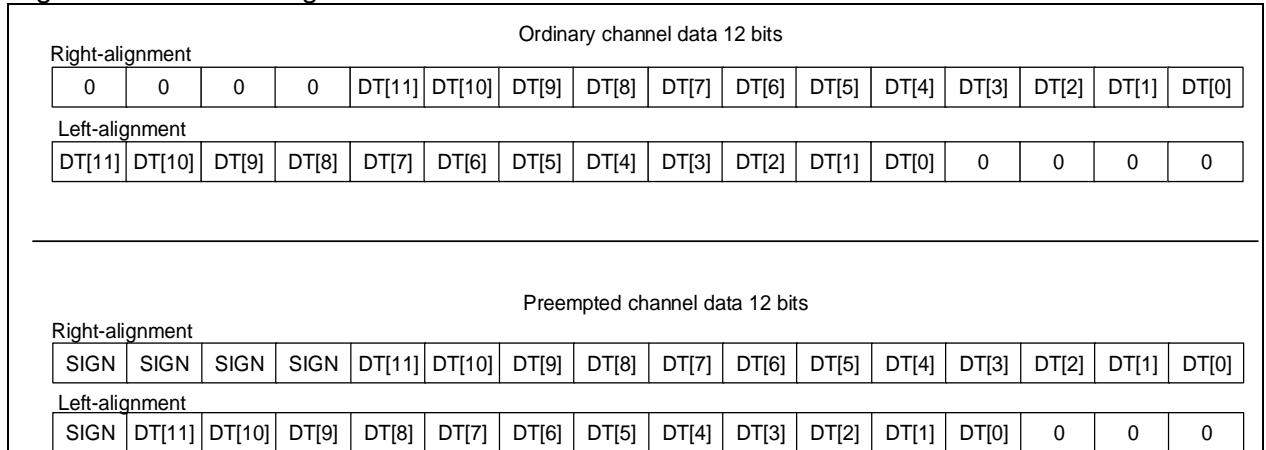 Ordinary channel data 12 bits
Right-alignment
0 0 0 0 DT[11] DT[10] DT[9] DT[8] DT[7] DT[6] DT[5] DT[4] DT[3] DT[2] DT[1] DT[0]
Left-alignment
DT[11] DT[10] DT[9] DT[8] DT[7] DT[6] DT[5] DT[4] DT[3] DT[2] DT[1] DT[0] 0 0 0 0
Preempted channel data 12 bits
Right-alignment
SIGN SIGN SIGN SIGN DT[11] DT[10] DT[9] DT[8] DT[7] DT[6] DT[5] DT[4] DT[3] DT[2] DT[1] DT[0]
Left-alignment
SIGN DT[11] DT[10] DT[9] DT[8] DT[7] DT[6] DT[5] DT[4] DT[3] DT[2] DT[1] DT[0] 0 0 0